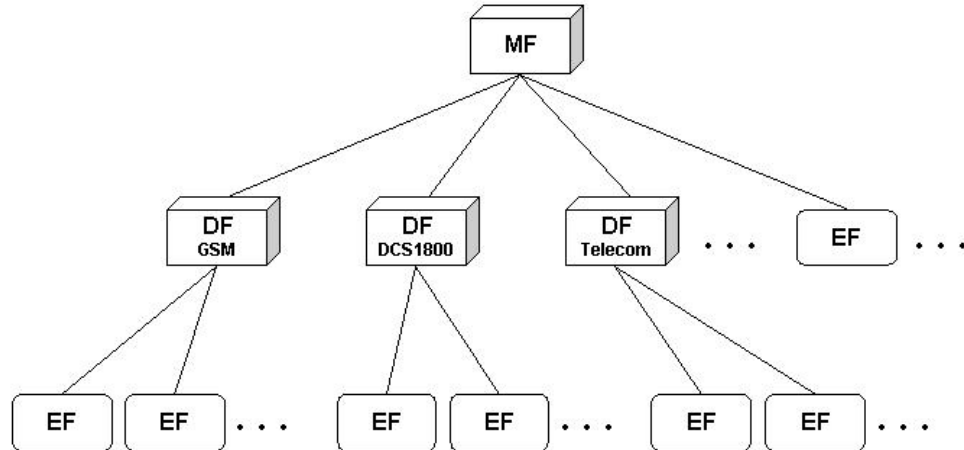 MF
DF
GSM
DF
DCS1800
DF
Telecom
. . .
EF
. . .
EF
EF
. . .
EF
EF
. . .
EF
EF
. . .